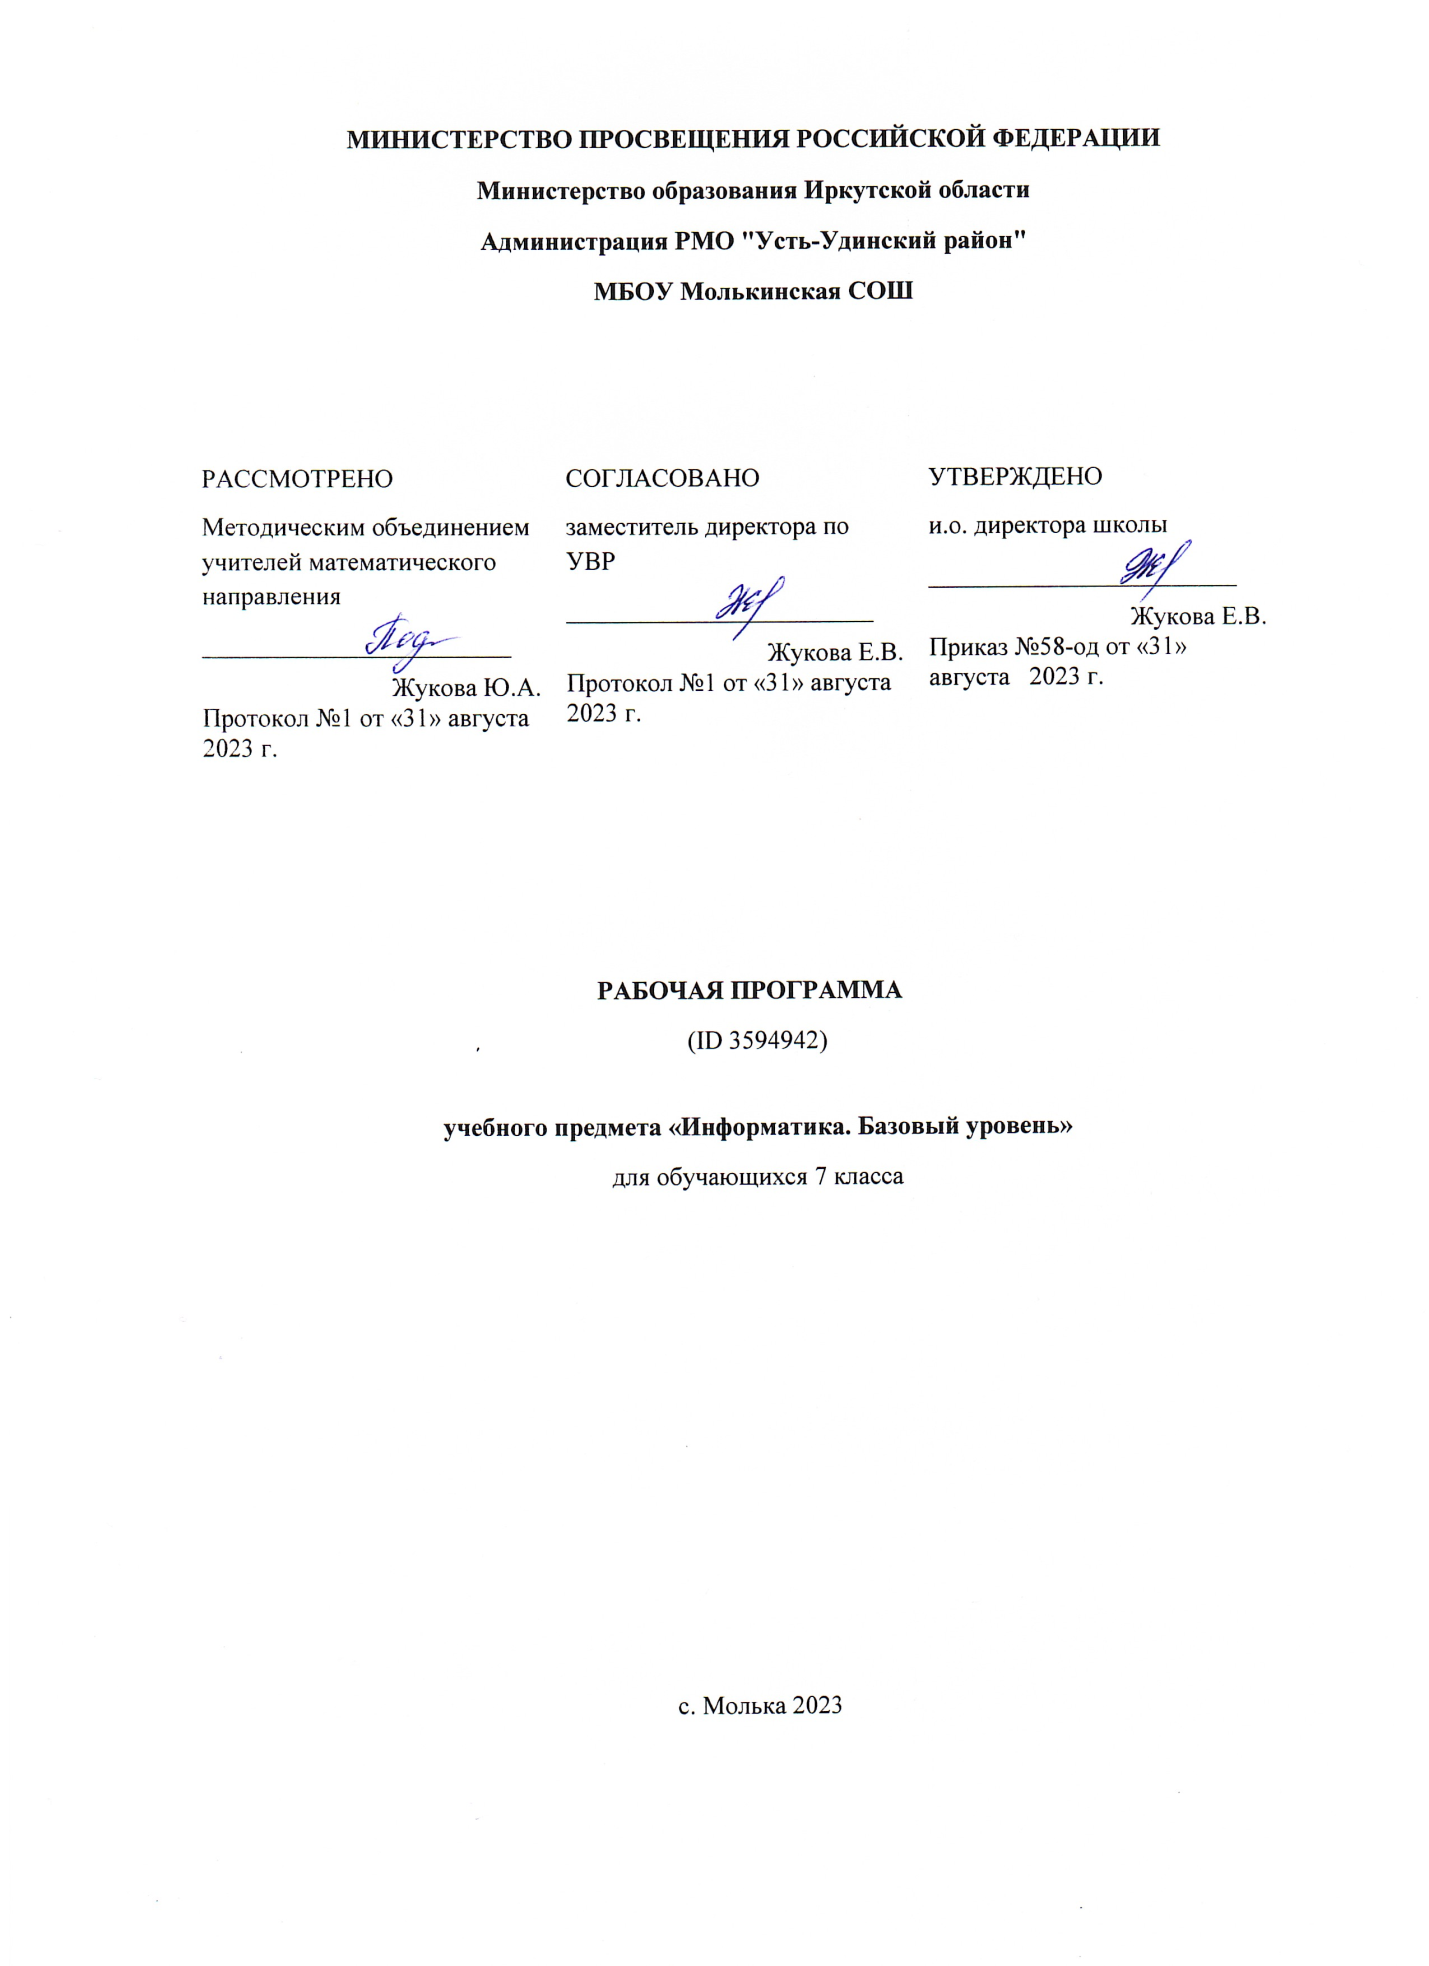 МИНИСТЕРСТВО ПРОСВЕЩЕНИЯ РОССИЙСКОЙ ФЕДЕРАЦИИ
Министерство образования Иркутской области
Администрация РМО "Усть-Удинский район"
МБОУ Молькинская СОШ
РАССМОТРЕНО
Методическим объединением
учителей математического
направления
Жукова Ю.А.
Протокол №1 от «31» августа
2023 г.
СОГЛАСОВАНО
заместитель директора по
УВР
Жукова Е.В.
Протокол №1 от «31» августа
2023 г.
УТВЕРЖДЕНО
и.о. директора школы
Жукова Е.В.
Приказ №58-од от «31»
августа 2023 г.
РАБОЧАЯ ПРОГРАММА
(ID 3594942)
учебного предмета «Информатика. Базовый уровень»
для обучающихся 7 класса
с. Молька 2023